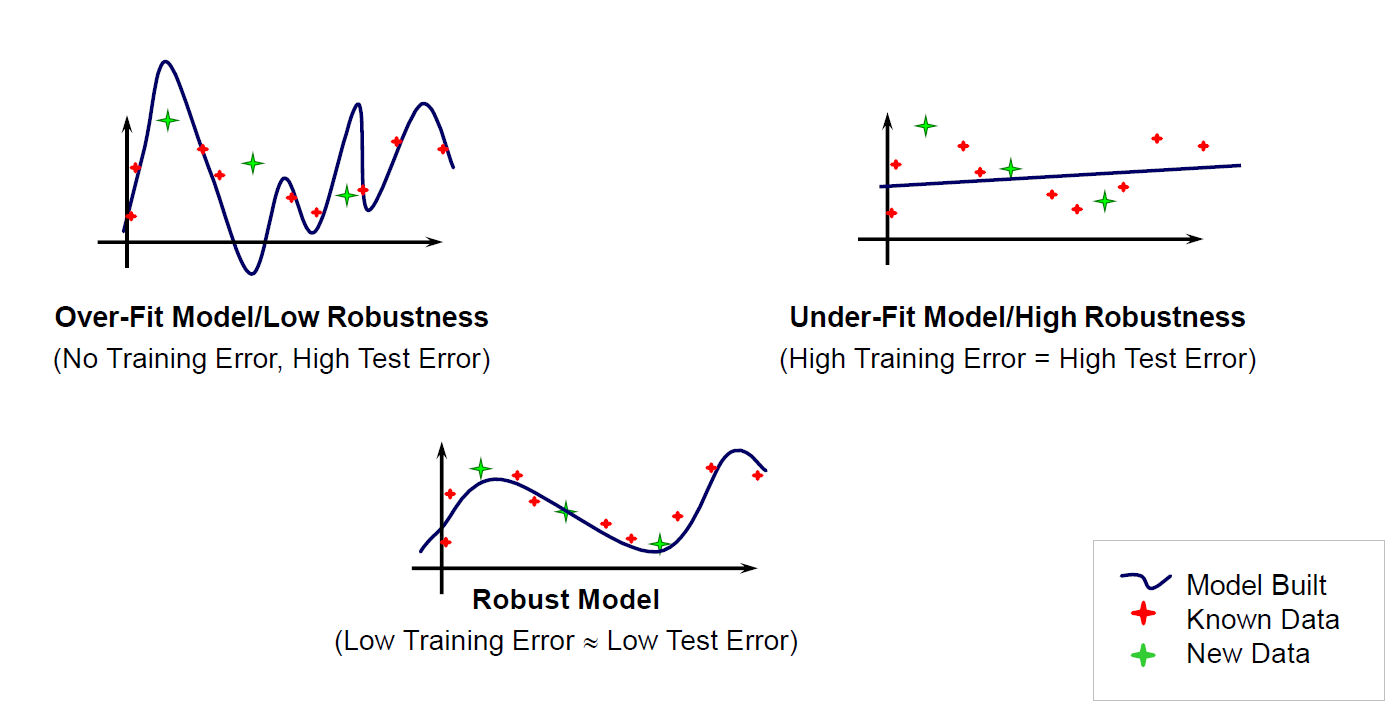 Over-Fit Model/Low Robustness
(No Training Error, High Test Error)
Under-Fit Model/High Robustness
(High Training Error = High Test Error)
Robust Model
(Low Training Error ≈ Low Test Error)
Model Built
Known Data
New Data